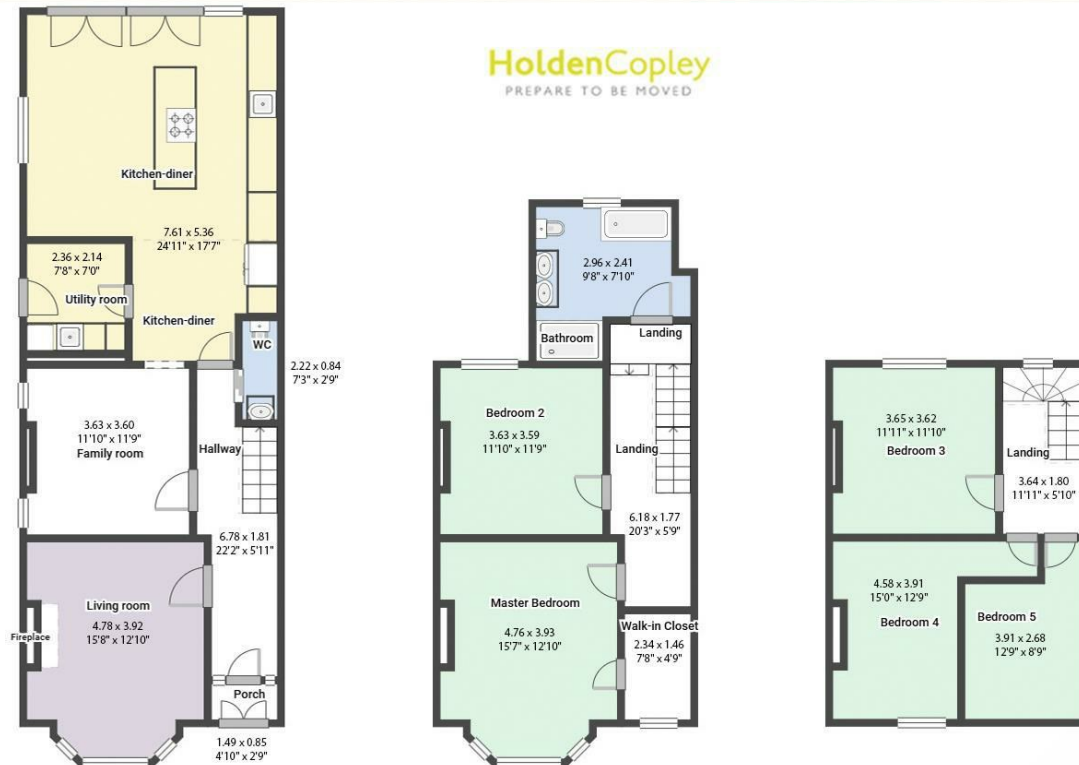 HoldenCopley
PREPARE TO BE MOVED
Kitchen-diner
7.61 x 5.36
24'11" x 17'7"
2.36 x 2.14
7'8" x 7'0"
Utility room
Kitchen-diner
WC
2.22 x 0.84
7'3" x 2'9"
3.63 x 3.60
11'10" x 11'9"
Family room
Hallway
6.78 x 1.81
22'2" x 5'11"
Living room
4.78 x 3.92
15'8" x 12'10"
Fireplace
Porch
1.49 x 0.85
4'10" x 2'9"
2.96 x 2.41
9'8" x 7'10"
Bathroom
Landing
Bedroom 2
3.63 x 3.59
11'10" x 11'9"
Landing
6.18 x 1.77
20'3" x 5'9"
Master Bedroom
4.76 x 3.93
15'7" x 12'10"
Walk-in Closet
2.34 x 1.46
7'8" x 4'9"
3.65 x 3.62
11'11" x 11'10"
Bedroom 3
Landing
3.64 x 1.80
11'11" x 5'10"
4.58 x 3.91
15'0" x 12'9"
Bedroom 4
Bedroom 5
3.91 x 2.68
12'9" x 8'9"